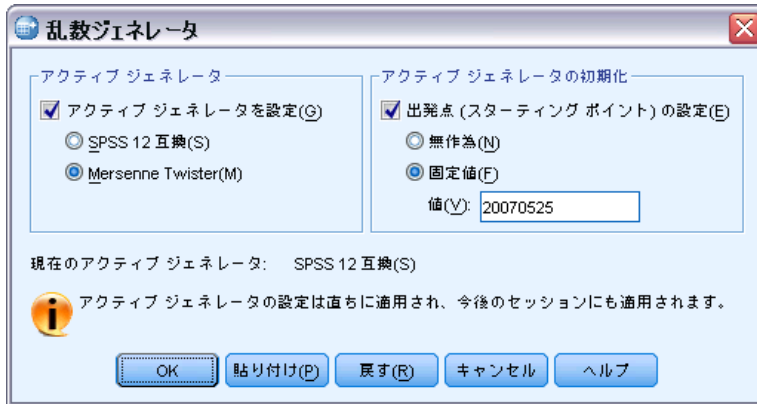 乱数ジェネレータ
アクティブ ジェネレータ
アクティブ ジェネレータを設定(G)
SPSS 12 互換(S)
Mersenne Twister(M)
アクティブ ジェネレータの初期化
出発点 (スターティング ポイント) の設定(E)
無作為(N)
固定値(F)
値(V): 20070525
現在のアクティブ ジェネレータ: SPSS 12 互換(S)
アクティブ ジェネレータの設定は直ちに適用され、今後のセッションにも適用されます。
OK 貼り付け(P) 戻す(R) キャンセル ヘルプ